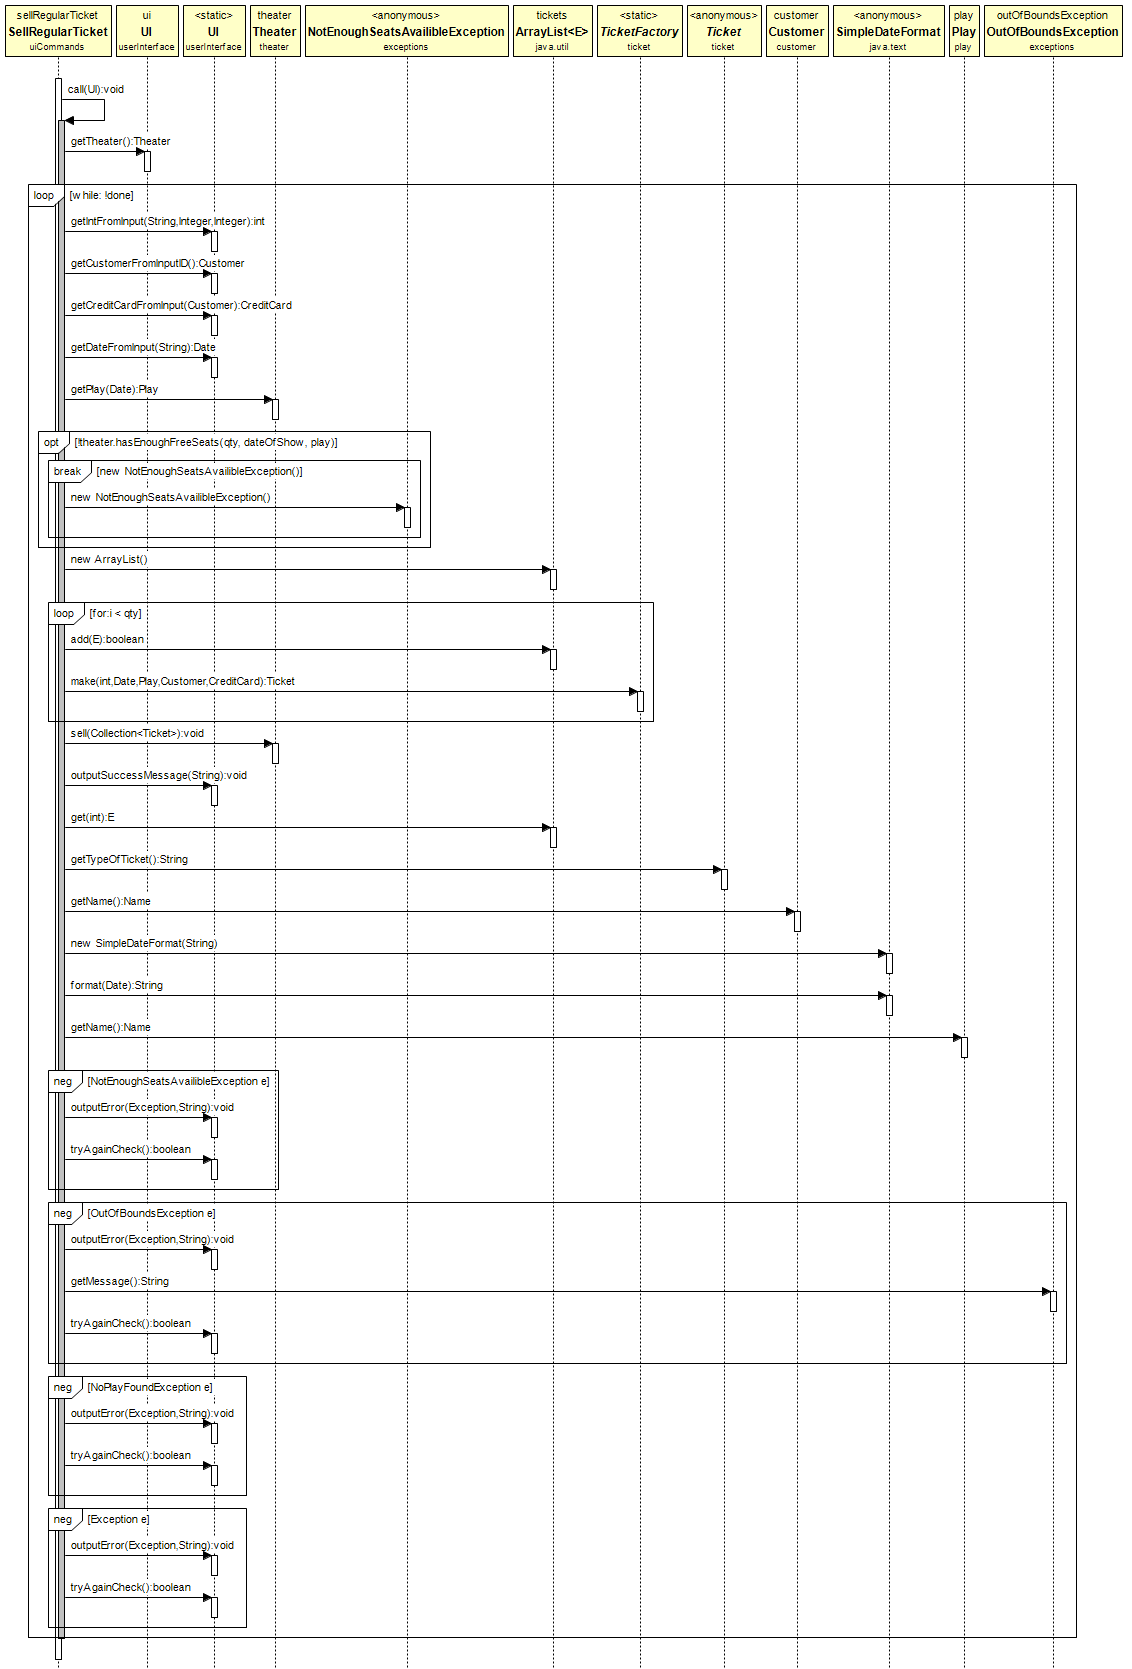 sellRegularTicket
SellRegularTicket
uiCommands
ui
UI
userInterface
<static>
UI
userInterface
theater
Theater
theater
<anonymous>
NotEnoughSeatsAvailibleException
exceptions
tickets
ArrayList<E>
java.util
<static>
TicketFactory
ticket
<anonymous>
Ticket
ticket
customer
Customer
customer
<anonymous>
SimpleDateFormat
java.text
play
Play
play
outOfBoundsException
OutOfBoundsException
exceptions
call(UI):void
getTheater():Theater
loop [while: !done]
getIntFromInput(String,Integer,Integer):int
getCustomerFromInputID():Customer
getCreditCardFromInput(Customer):CreditCard
getDateFromInput(String):Date
getPlay(Date):Play
opt [!theater.hasEnoughFreeSeats(qty, dateOfShow, play)]
break [new NotEnoughSeatsAvailibleException()]
new NotEnoughSeatsAvailibleException()
new ArrayList()
loop [for:i < qty]
add(E):boolean
make(int,Date,Play,Customer,CreditCard):Ticket
sell(Collection<Ticket>):void
outputSuccessMessage(String):void
get(int):E
getTypeOfTicket():String
getName():Name
new SimpleDateFormat(String)
format(Date):String
getName():Name
neg [NotEnoughSeatsAvailibleException e]
outputError(Exception,String):void
tryAgainCheck():boolean
neg [OutOfBoundsException e]
outputError(Exception,String):void
getMessage():String
tryAgainCheck():boolean
neg [NoPlayFoundException e]
outputError(Exception,String):void
tryAgainCheck():boolean
neg [Exception e]
outputError(Exception,String):void
tryAgainCheck():boolean